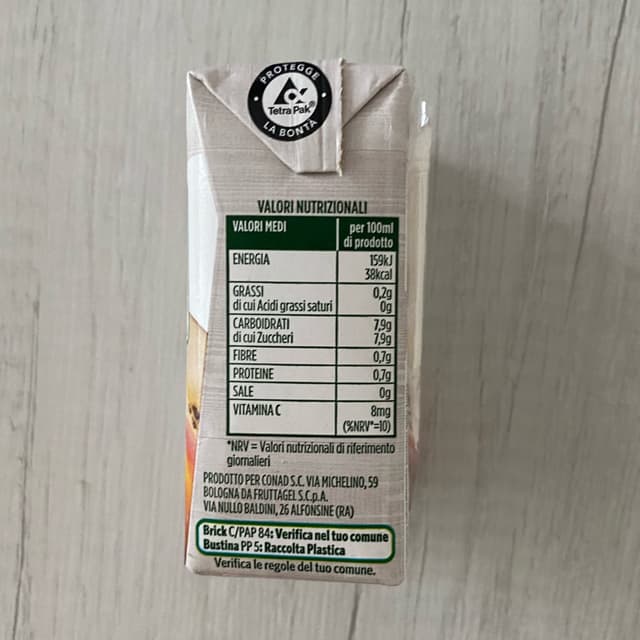 PROTEGGE
Tetra Pak®
LA BONTÀ
VALORI NUTRIZIONALI
VALORI MEDI per 100ml
di prodotto
ENERGIA 159kJ
38kcal
GRASSI 0,2g
di cui Acidi grassi saturi 0g
CARBOIDRATI 7,9g
di cui Zuccheri 7,9g
FIBRE 0,7g
PROTEINE 0,7g
SALE 0g
VITAMINA C 8mg
(%NRV*=10)
*NRV = Valori nutrizionali di riferimento
giornalieri
PRODOTTO PER CONAD S.C. VIA MICHELINO, 59
BOLOGNA DA FRUTTAGEL S.C.p.A.
VIA NULLO BALDINI, 26 ALFONSINE (RA)
Brick C/PAP 84: Verifica nel tuo comune
Bustina PP 5: Raccolta Plastica
Verifica le regole del tuo comune.